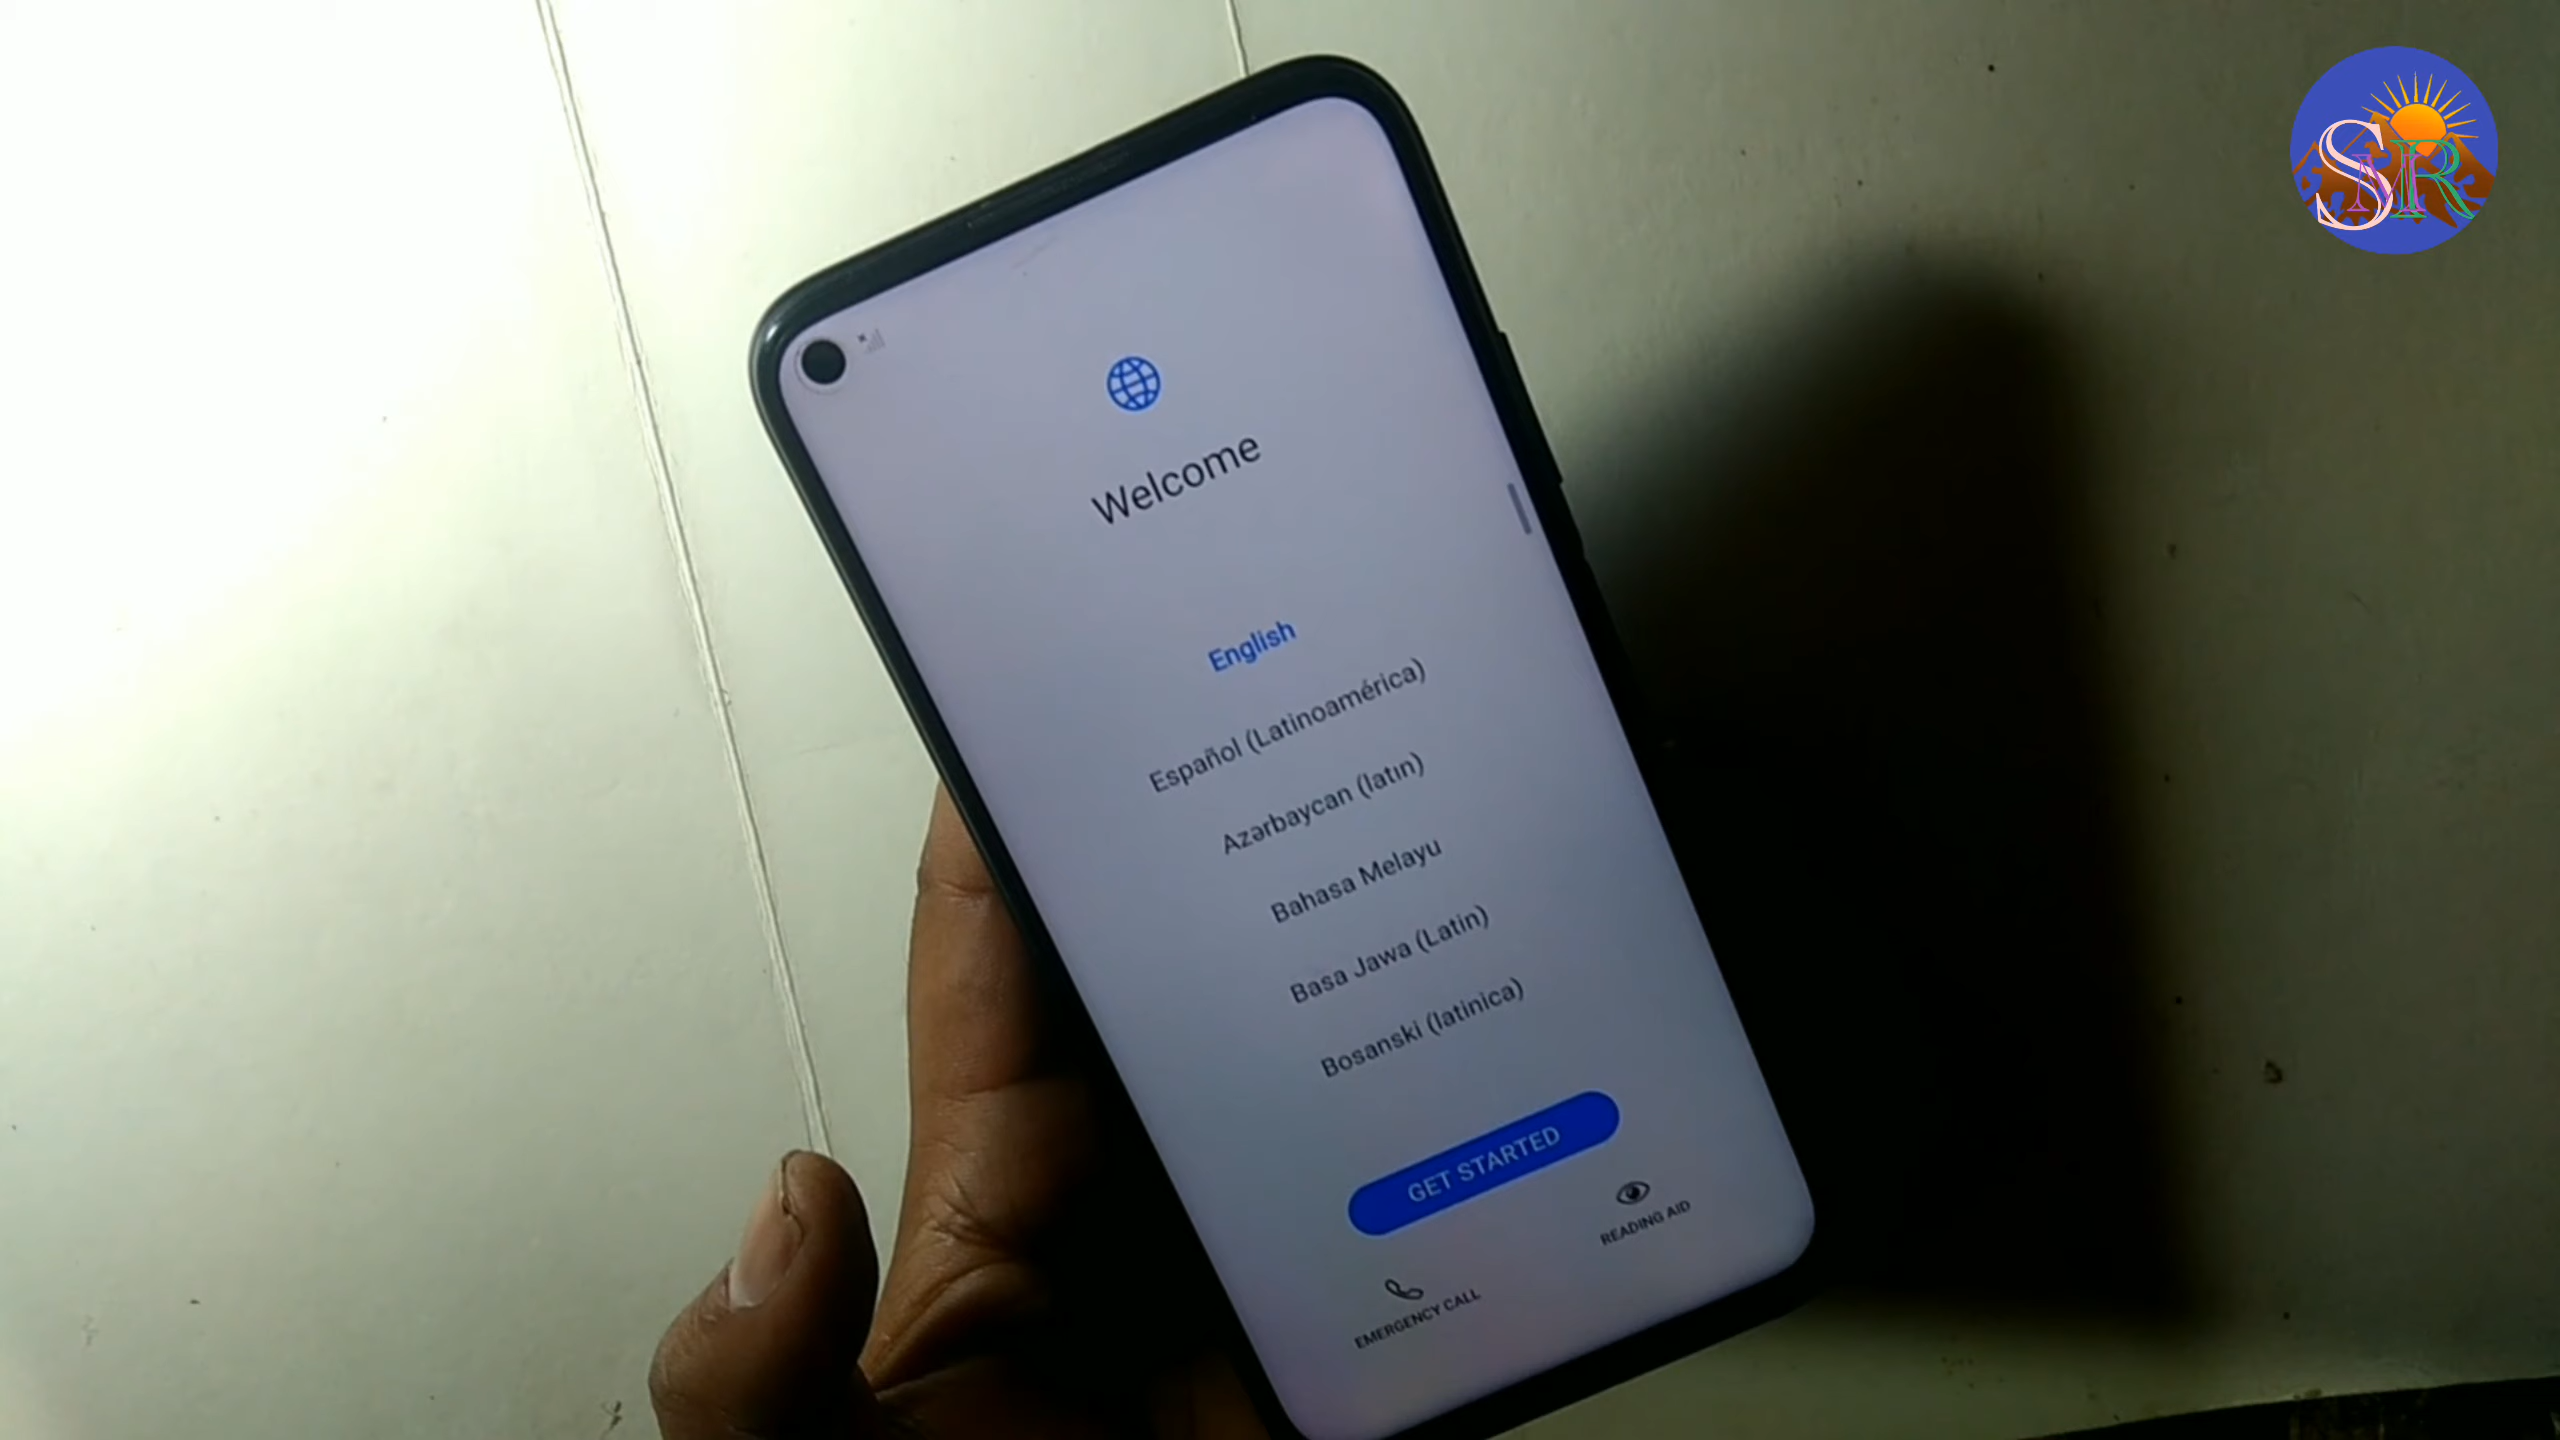 SMR
Welcome
English
Español (Latinoamérica)
Azərbaycan (latın)
Bahasa Melayu
Basa Jawa (Latin)
Bosanski (latinica)
GET STARTED
READING AID
EMERGENCY CALL